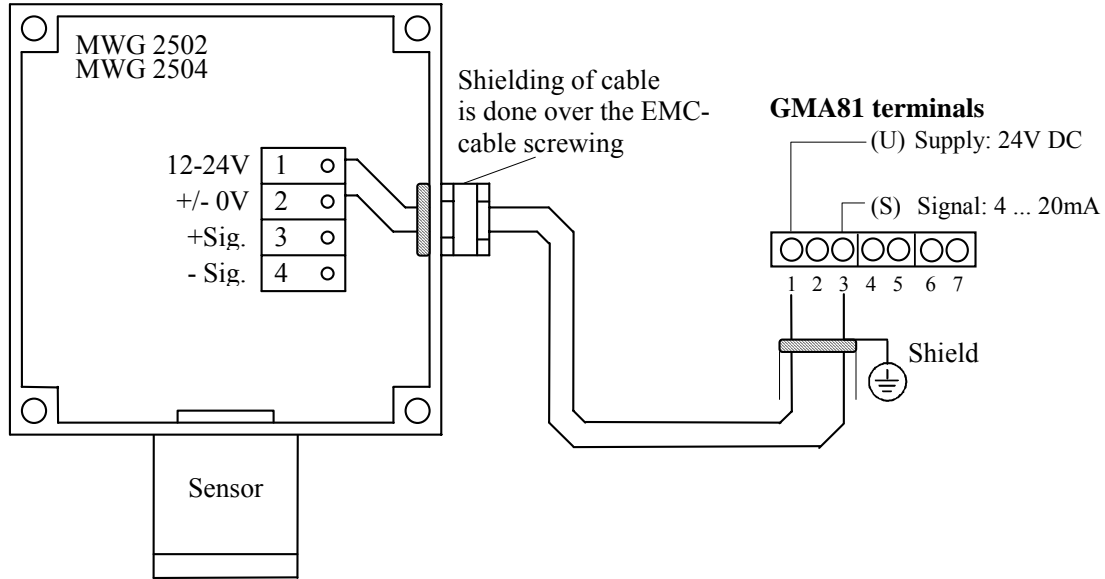 MWG 2502
MWG 2504
Shielding of cable
is done over the EMC-
cable screwing
GMA81 terminals
(U) Supply: 24V DC
(S) Signal: 4 ... 20mA
12-24V 1
+/- 0V 2
+Sig. 3
- Sig. 4
1 2 3 4 5 6 7
Shield
Sensor